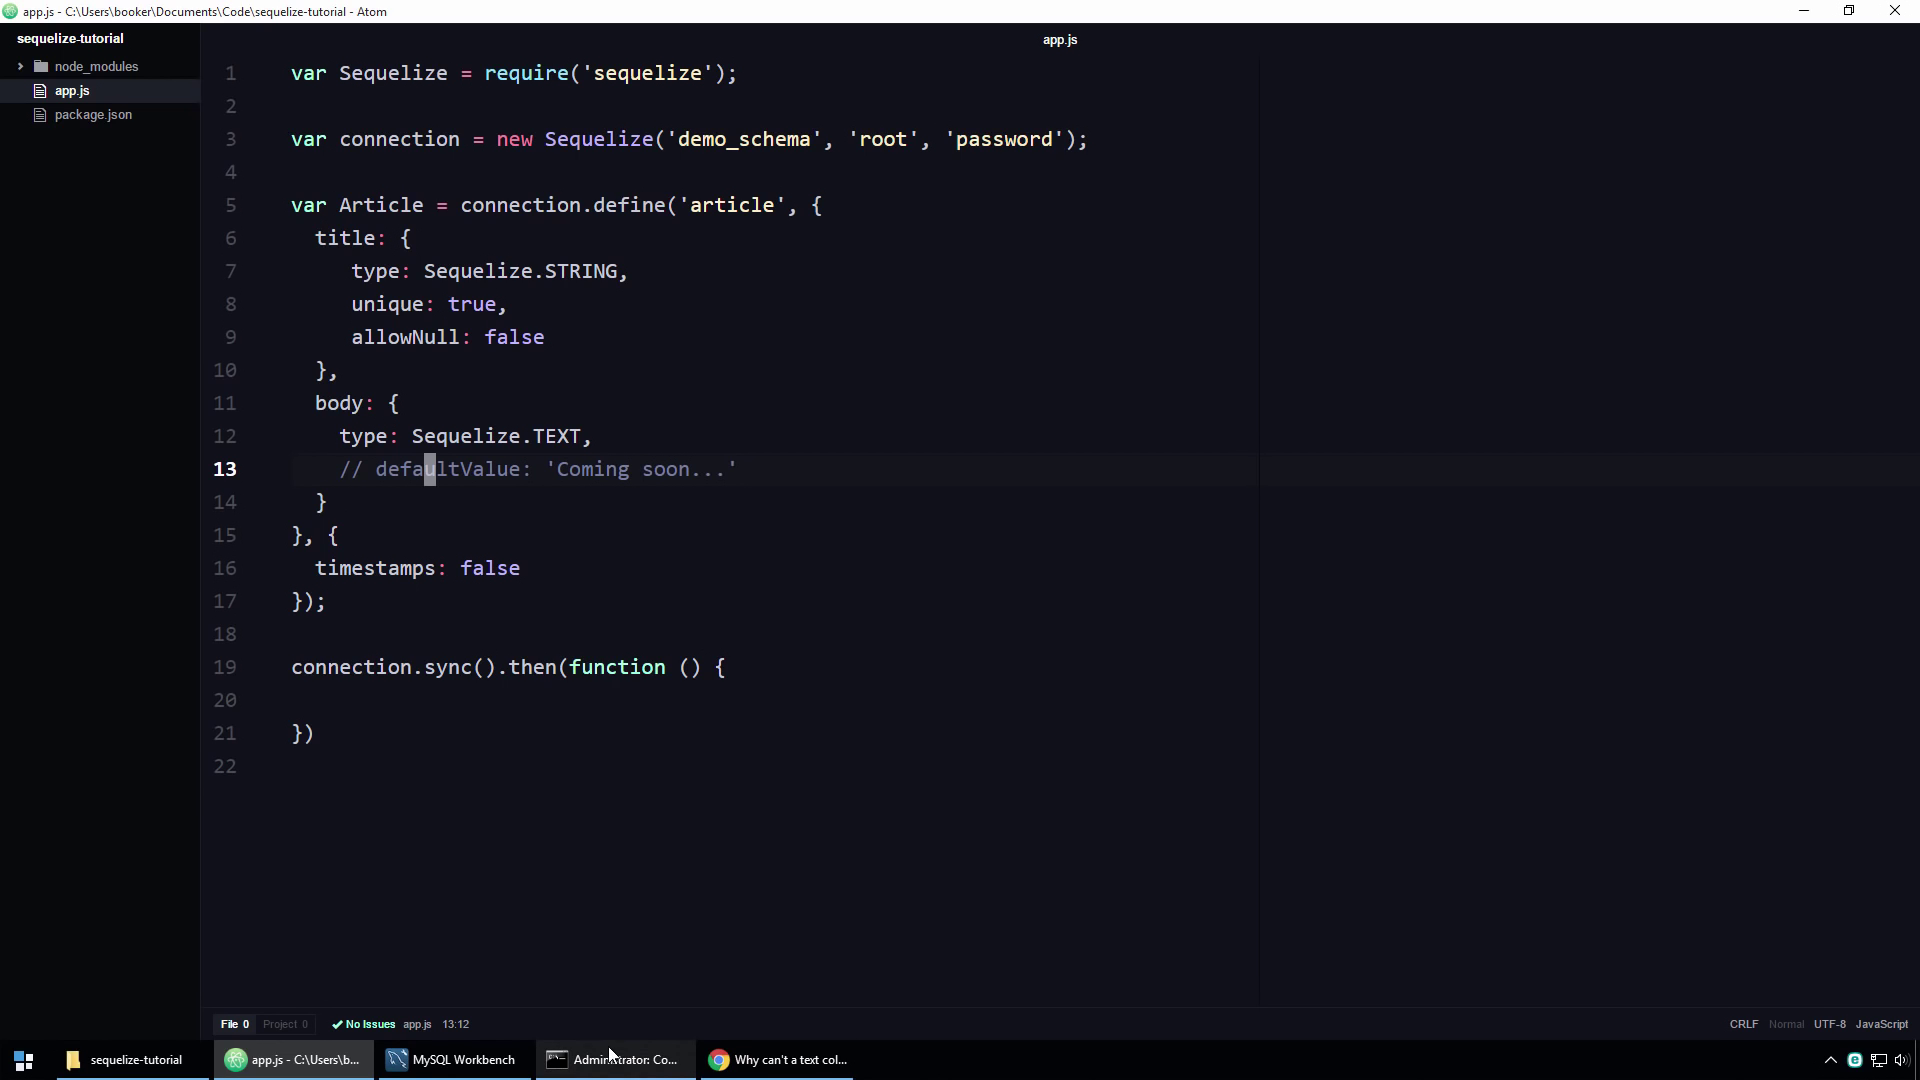 app.js - C:\Users\booker\Documents\Code\sequelize-tutorial - Atom
sequelize-tutorial
node_modules
app.js
package.json
app.js
1 var Sequelize = require('sequelize');
2
3 var connection = new Sequelize('demo_schema', 'root', 'password');
4
5 var Article = connection.define('article', {
6 title: {
7 type: Sequelize.STRING,
8 unique: true,
9 allowNull: false
10 },
11 body: {
12 type: Sequelize.TEXT,
13 // defaultValue: 'Coming soon...'
14 }
15 }, {
16 timestamps: false
17 });
18
19 connection.sync().then(function () {
20
21 })
22
File 0 Project 0 No Issues app.js 13:12 CRLF Normal UTF-8 JavaScript
sequelize-tutorial app.js - C:\Users\b... MySQL Workbench Administrator: Co... Why can't a text col...